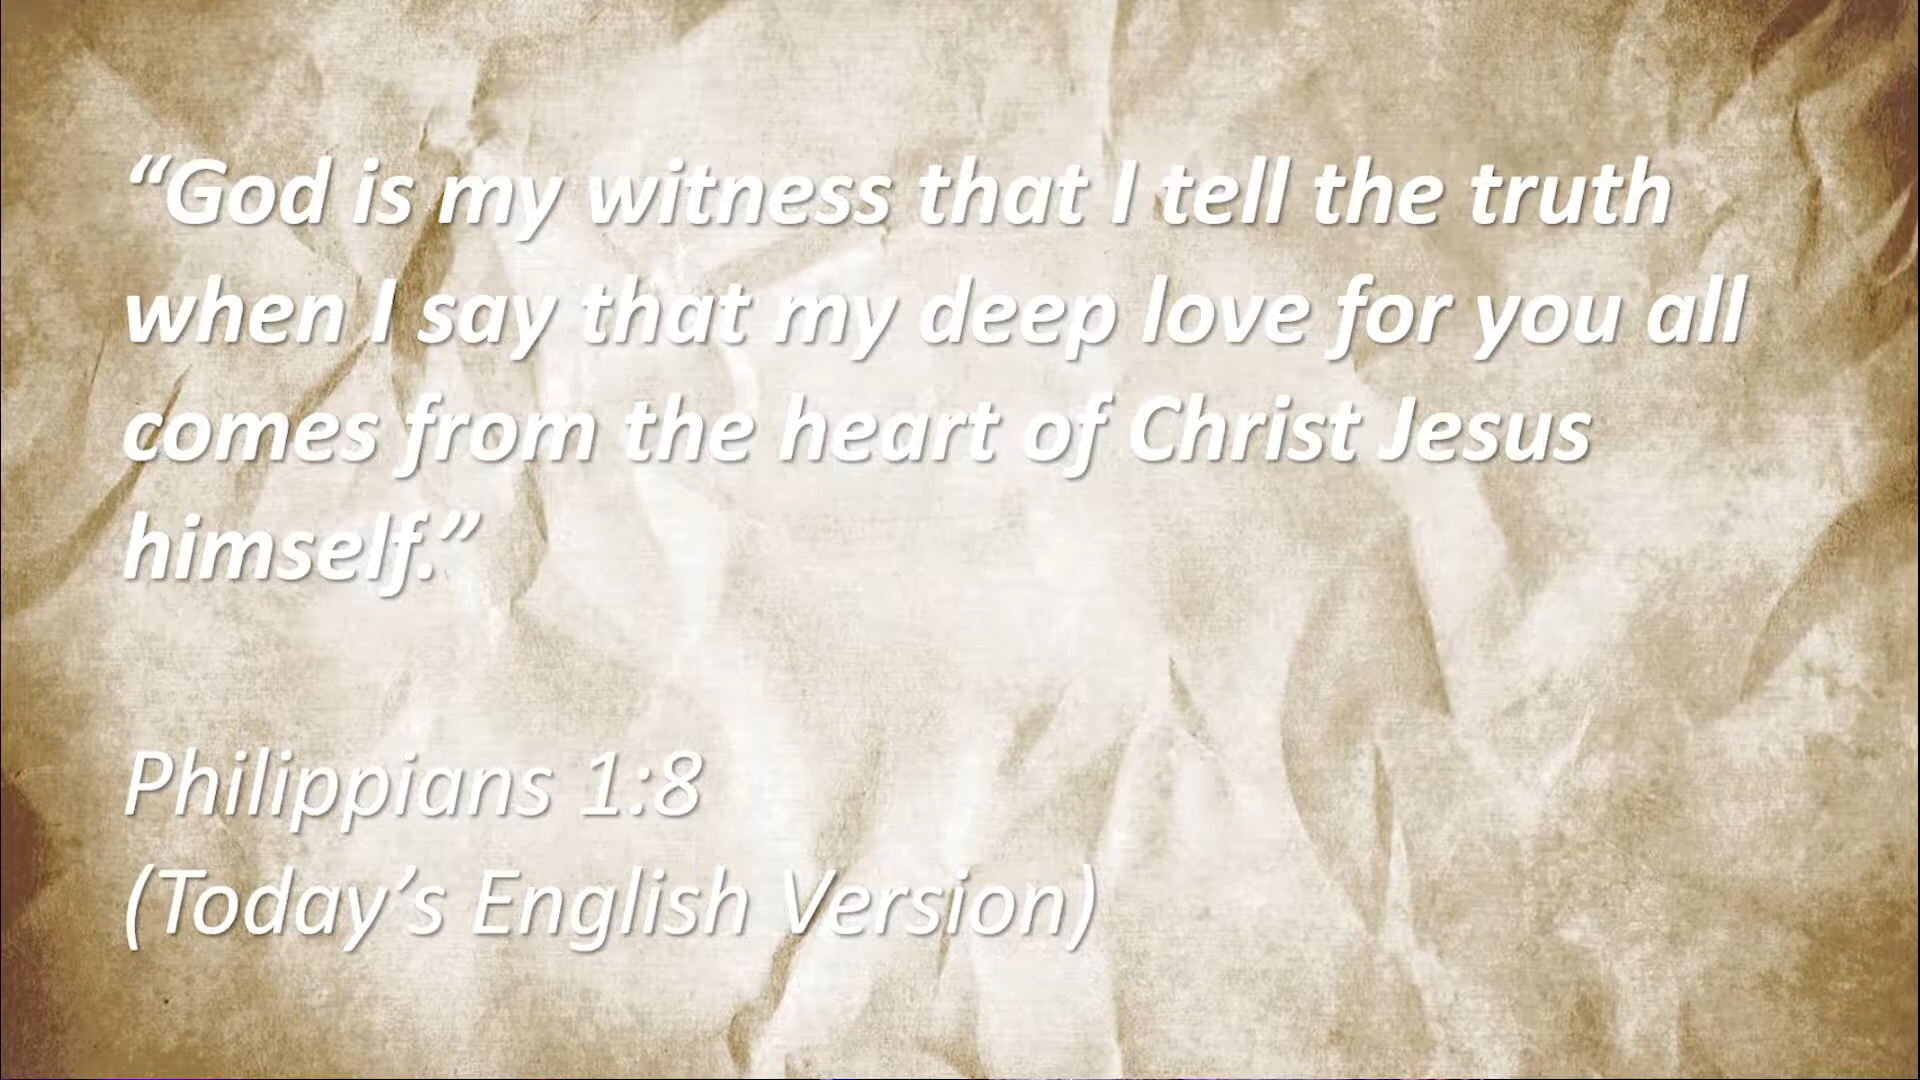 “God is my witness that I tell the truth
when I say that my deep love for you all
comes from the heart of Christ Jesus
himself.”
Philippians 1:8
(Today’s English Version)